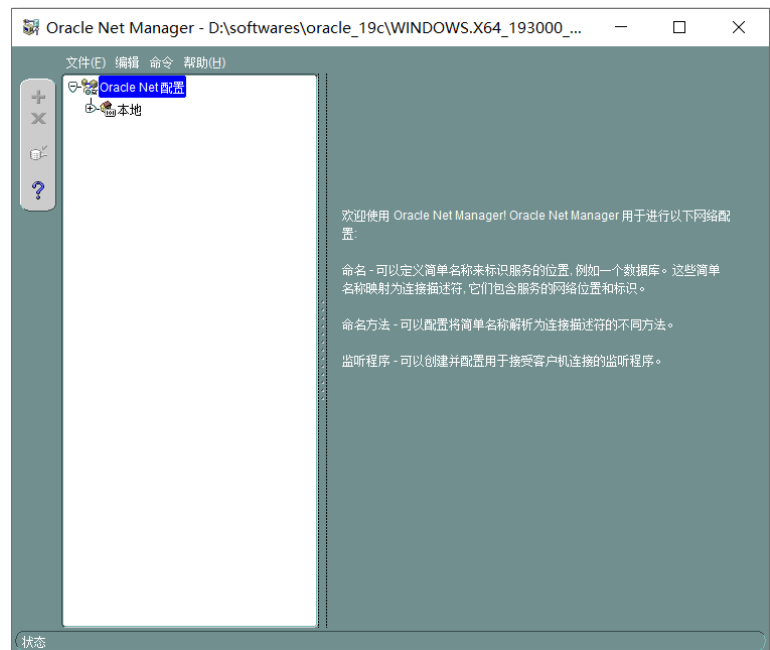 Oracle Net Manager - D:\softwares\oracle_19c\WINDOWS.X64_193000_...
文件(F) 编辑 命令 帮助(H)
Oracle Net 配置
本地
欢迎使用 Oracle Net Manager! Oracle Net Manager 用于进行以下网络配
置:
命名 - 可以定义简单名称来标识服务的位置, 例如一个数据库。这些简单
名称映射为连接描述符, 它们包含服务的网络位置和标识。
命名方法 - 可以配置将简单名称解析为连接描述符的不同方法。
监听程序 - 可以创建并配置用于接受客户机连接的监听程序。
状态